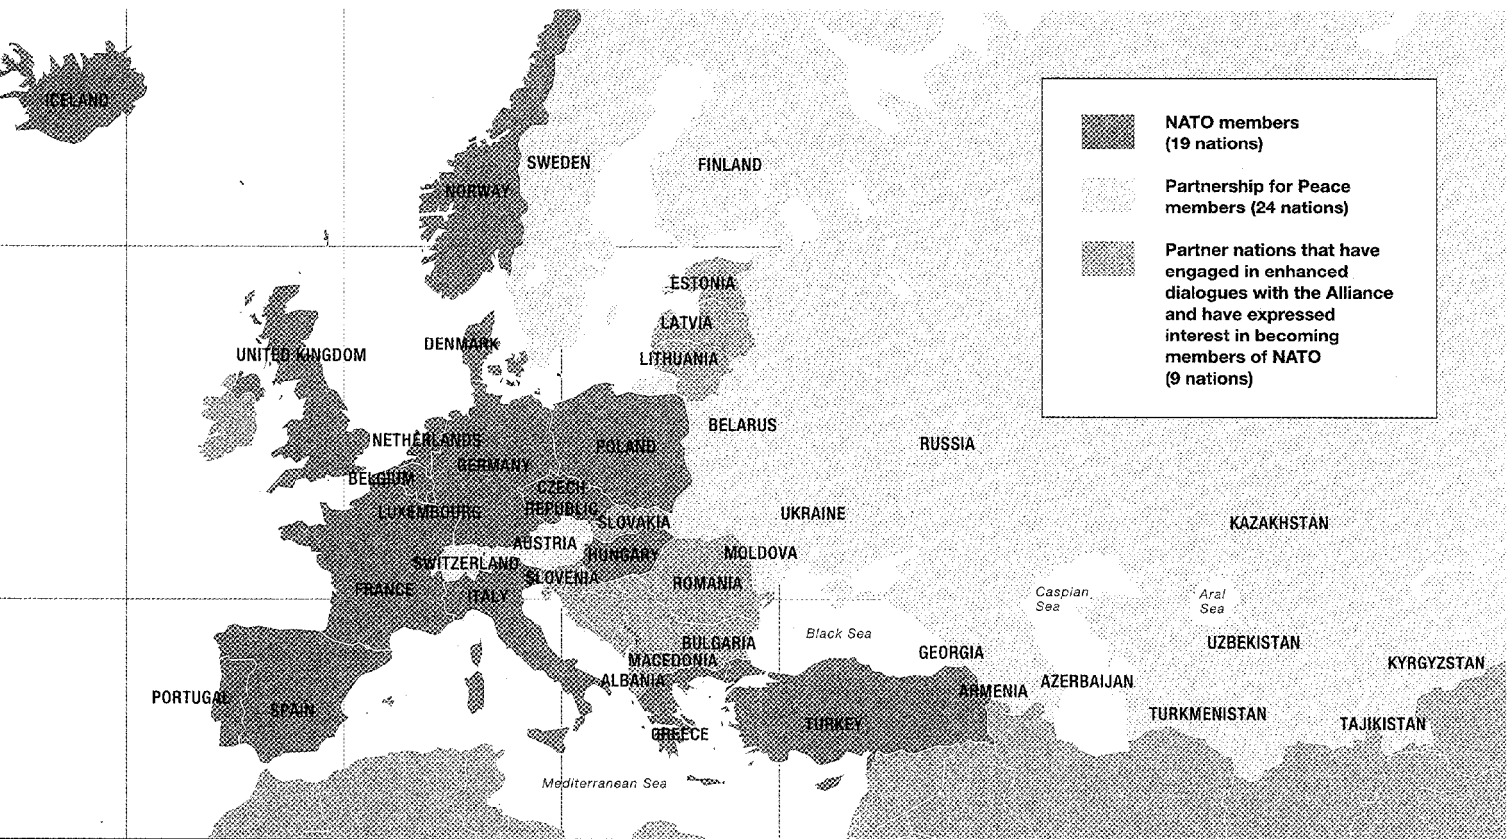 ICELAND
SWEDEN
FINLAND
NORWAY
ESTONIA
LATVIA
DENMARK
UNITED KINGDOM
LITHUANIA
BELARUS
NETHERLANDS
RUSSIA
POLAND
GERMANY
BELGIUM
CZECH
REPUBLIC
LUXEMBOURG
SLOVAKIA
UKRAINE
KAZAKHSTAN
AUSTRIA
HUNGARY
MOLDOVA
SWITZERLAND
SLOVENIA
ROMANIA
FRANCE
ITALY
Caspian
Sea
Aral
Sea
Black Sea
BULGARIA
GEORGIA
UZBEKISTAN
MACEDONIA
KYRGYZSTAN
ALBANIA
ARMENIA
AZERBAIJAN
PORTUGAL
SPAIN
TURKMENISTAN
TAJIKISTAN
TURKEY
GREECE
Mediterranean Sea
NATO members
(19 nations)
Partnership for Peace
members (24 nations)
Partner nations that have
engaged in enhanced
dialogues with the Alliance
and have expressed
interest in becoming
members of NATO
(9 nations)